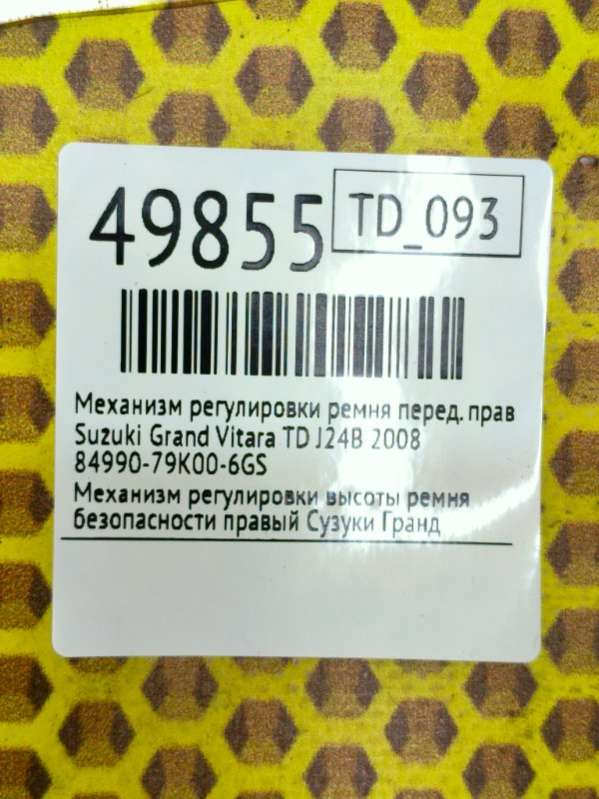 49855 TD_093
Механизм регулировки ремня перед. прав
Suzuki Grand Vitara TD J24B 2008
84990-79K00-6GS
Механизм регулировки высоты ремня
безопасности правый Сузуки Гранд